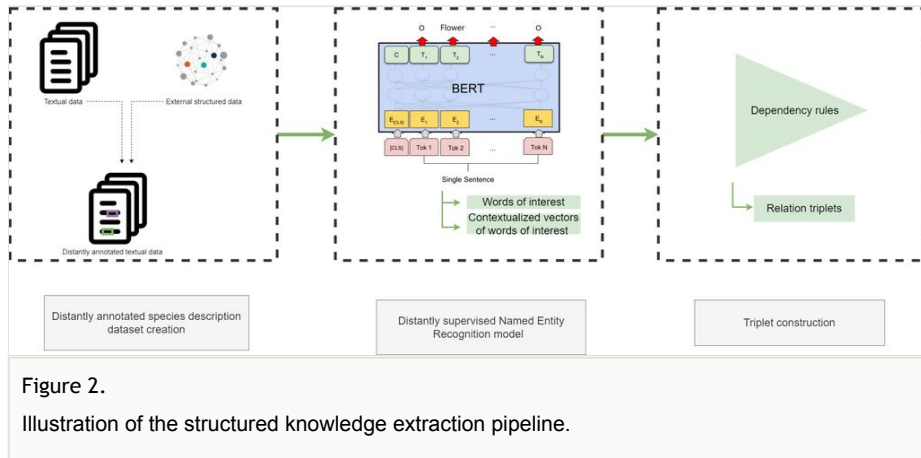 Textual data
External structured data
Distantly annotated textual data
Distantly annotated species description
dataset creation
O Flower ... O
C T1 T2 ... TN
BERT
E[CLS] E1 E2 ... EN
[CLS] Tok 1 Tok 2 ... Tok N
Single Sentence
Words of interest
Contextualized vectors
of words of interest
Distantly supervised Named Entity
Recognition model
Dependency rules
Relation triplets
Triplet construction
Figure 2.
Illustration of the structured knowledge extraction pipeline.